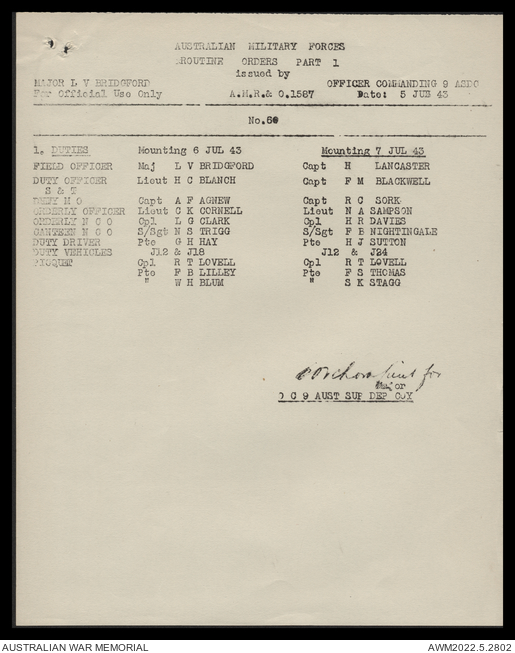 AUSTRALIAN MILITARY FORCES
ROUTINE ORDERS PART 1
issued by
MAJOR L V BRIDGFORD OFFICER COMMANDING 9 ASDC
For Official Use Only A.M.R.& O.1587 Date: 5 JUL 43
No.60
1. DUTIES Mounting 6 JUL 43 Mounting 7 JUL 43
FIELD OFFICER Maj L V BRIDGFORD Capt H LANCASTER
DUTY OFFICER Lieut H C BLANCH Capt F M BLACKWELL
S & T
DUTY M O Capt A F AGNEW Capt R C SORK
ORDERLY OFFICER Lieut C K CORNELL Lieut N A SAMPSON
ORDERLY N C O Cpl L G CLARK Cpl H R DAVIES
CANTEEN N C O S/Sgt N S TRIGG S/Sgt F B NIGHTINGALE
DUTY DRIVER Pte G H HAY Pte H J SUTTON
DUTY VEHICLES J12 & J18 J12 & J24
PICQUET Cpl R T LOVELL Cpl R T LOVELL
Pte F B LILLEY Pte F S THOMAS
" W H BLUM " S K STAGG
Lieut for
Major
O C 9 AUST SUP DEP COY
AUSTRALIAN WAR MEMORIAL AWM2022.5.2802